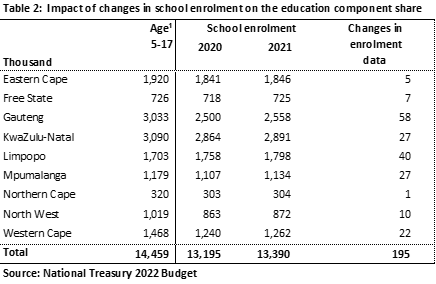 Table 2: Impact of changes in school enrolment on the education component share
Age¹ School enrolment Changes in
5-17 2020 2021 enrolment
Thousand data
Eastern Cape 1,920 1,841 1,846 5
Free State 726 718 725 7
Gauteng 3,033 2,500 2,558 58
KwaZulu-Natal 3,090 2,864 2,891 27
Limpopo 1,703 1,758 1,798 40
Mpumalanga 1,179 1,107 1,134 27
Northern Cape 320 303 304 1
North West 1,019 863 872 10
Western Cape 1,468 1,240 1,262 22
Total 14,459 13,195 13,390 195
Source: National Treasury 2022 Budget